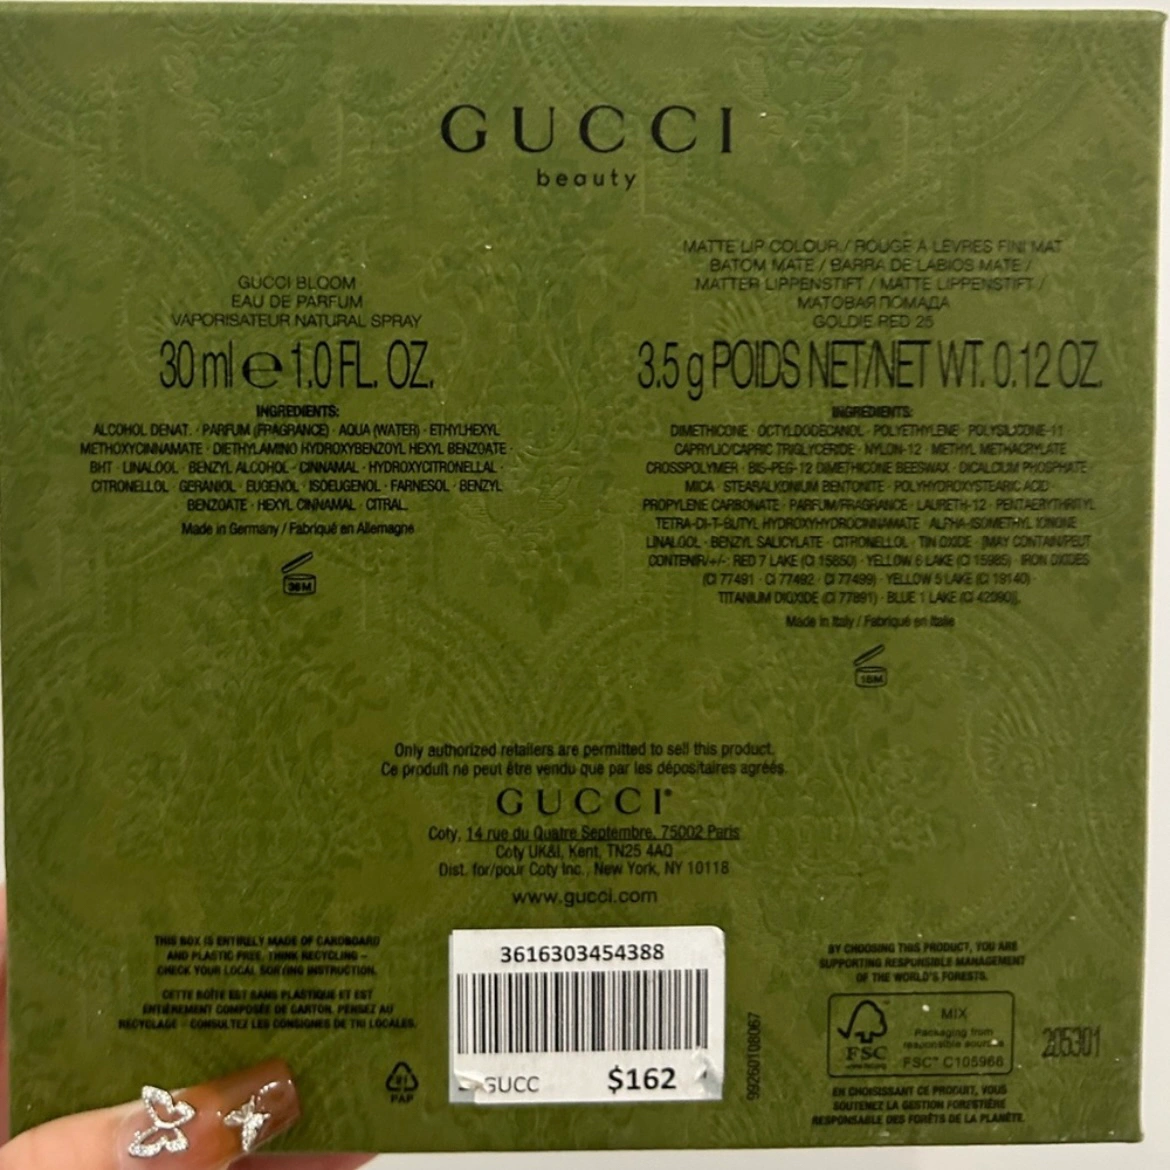 GUCCI
beauty
GUCCI BLOOM
EAU DE PARFUM
VAPORISATEUR NATURAL SPRAY
30 ml ℮ 1.0 FL. OZ.
INGREDIENTS:
ALCOHOL DENAT. · PARFUM (FRAGRANCE) · AQUA (WATER) · ETHYLHEXYL
METHOXYCINNAMATE · DIETHYLAMINO HYDROXYBENZOYL HEXYL BENZOATE ·
BHT · LINALOOL · BENZYL ALCOHOL · CINNAMAL · HYDROXYCITRONELLAL ·
CITRONELLOL · GERANIOL · EUGENOL · ISOEUGENOL · FARNESOL · BENZYL
BENZOATE · HEXYL CINNAMAL · CITRAL.
Made in Germany / Fabriqué en Allemagne
36M
MATTE LIP COLOUR / ROUGE À LÈVRES FINI MAT
BATOM MATE / BARRA DE LABIOS MATE /
MATTER LIPPENSTIFT / MATTE LIPPENSTIFT /
МАТОВАЯ ПОМАДА
GOLDIE RED 25
3.5 g POIDS NET/NET WT. 0.12 OZ.
INGREDIENTS:
DIMETHICONE · OCTYLDODECANOL · POLYETHYLENE · POLYSILICONE-11 ·
CAPRYLIC/CAPRIC TRIGLYCERIDE · NYLON-12 · METHYL METHACRYLATE
CROSSPOLYMER · BIS-PEG-12 DIMETHICONE BEESWAX · DICALCIUM PHOSPHATE ·
MICA · STEARALKONIUM BENTONITE · POLYHYDROXYSTEARIC ACID ·
PROPYLENE CARBONATE · PARFUM/FRAGRANCE · LAURETH-12 · PENTAERYTHRITYL
TETRA-DI-T-BUTYL HYDROXYHYDROCINNAMATE · ALPHA-ISOMETHYL IONONE ·
LINALOOL · BENZYL SALICYLATE · CITRONELLOL · TIN OXIDE · [MAY CONTAIN/PEUT
CONTENIR/+/-: RED 7 LAKE (CI 15850) · YELLOW 6 LAKE (CI 15985) · IRON OXIDES
(CI 77491 · CI 77492 · CI 77499) · YELLOW 5 LAKE (CI 19140) ·
TITANIUM DIOXIDE (CI 77891) · BLUE 1 LAKE (CI 42090)].
Made in Italy / Fabriqué en Italie
18M
Only authorized retailers are permitted to sell this product.
Ce produit ne peut être vendu que par les dépositaires agréés.
GUCCI®
Coty, 14 rue du Quatre Septembre, 75002 Paris
Coty UK&I, Kent, TN25 4AQ
Dist. for/pour Coty Inc., New York, NY 10118
www.gucci.com
THIS BOX IS ENTIRELY MADE OF CARDBOARD
AND PLASTIC FREE. THINK RECYCLING –
CHECK YOUR LOCAL SORTING INSTRUCTION.
CETTE BOÎTE EST SANS PLASTIQUE ET EST
ENTIÈREMENT COMPOSÉE DE CARTON. PENSEZ AU
RECYCLAGE – CONSULTEZ LES CONSIGNES DE TRI LOCALES.
21
PAP
3616303454388
GUCC $162
99260108067
BY CHOOSING THIS PRODUCT, YOU ARE
SUPPORTING RESPONSIBLE MANAGEMENT
OF THE WORLD'S FORESTS.
FSC
MIX
Packaging from
responsible sources
FSC™ C105966
205301
EN CHOISISSANT CE PRODUIT, VOUS
SOUTENEZ LA GESTION FORESTIÈRE
RESPONSABLE DES FORÊTS DE LA PLANÈTE.